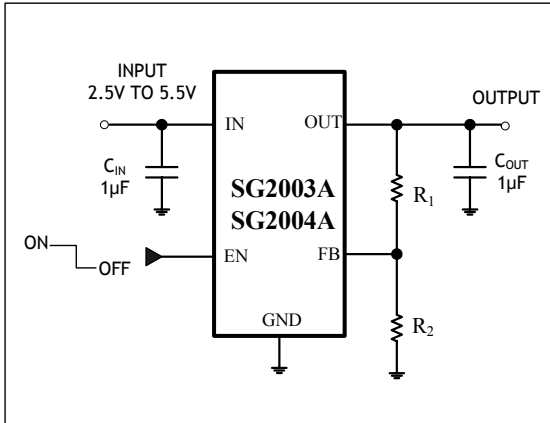 INPUT
2.5V TO 5.5V
OUTPUT
IN
OUT
CIN
1µF
COUT
1µF
SG2003A
SG2004A
R1
ON
OFF
EN
FB
GND
R2